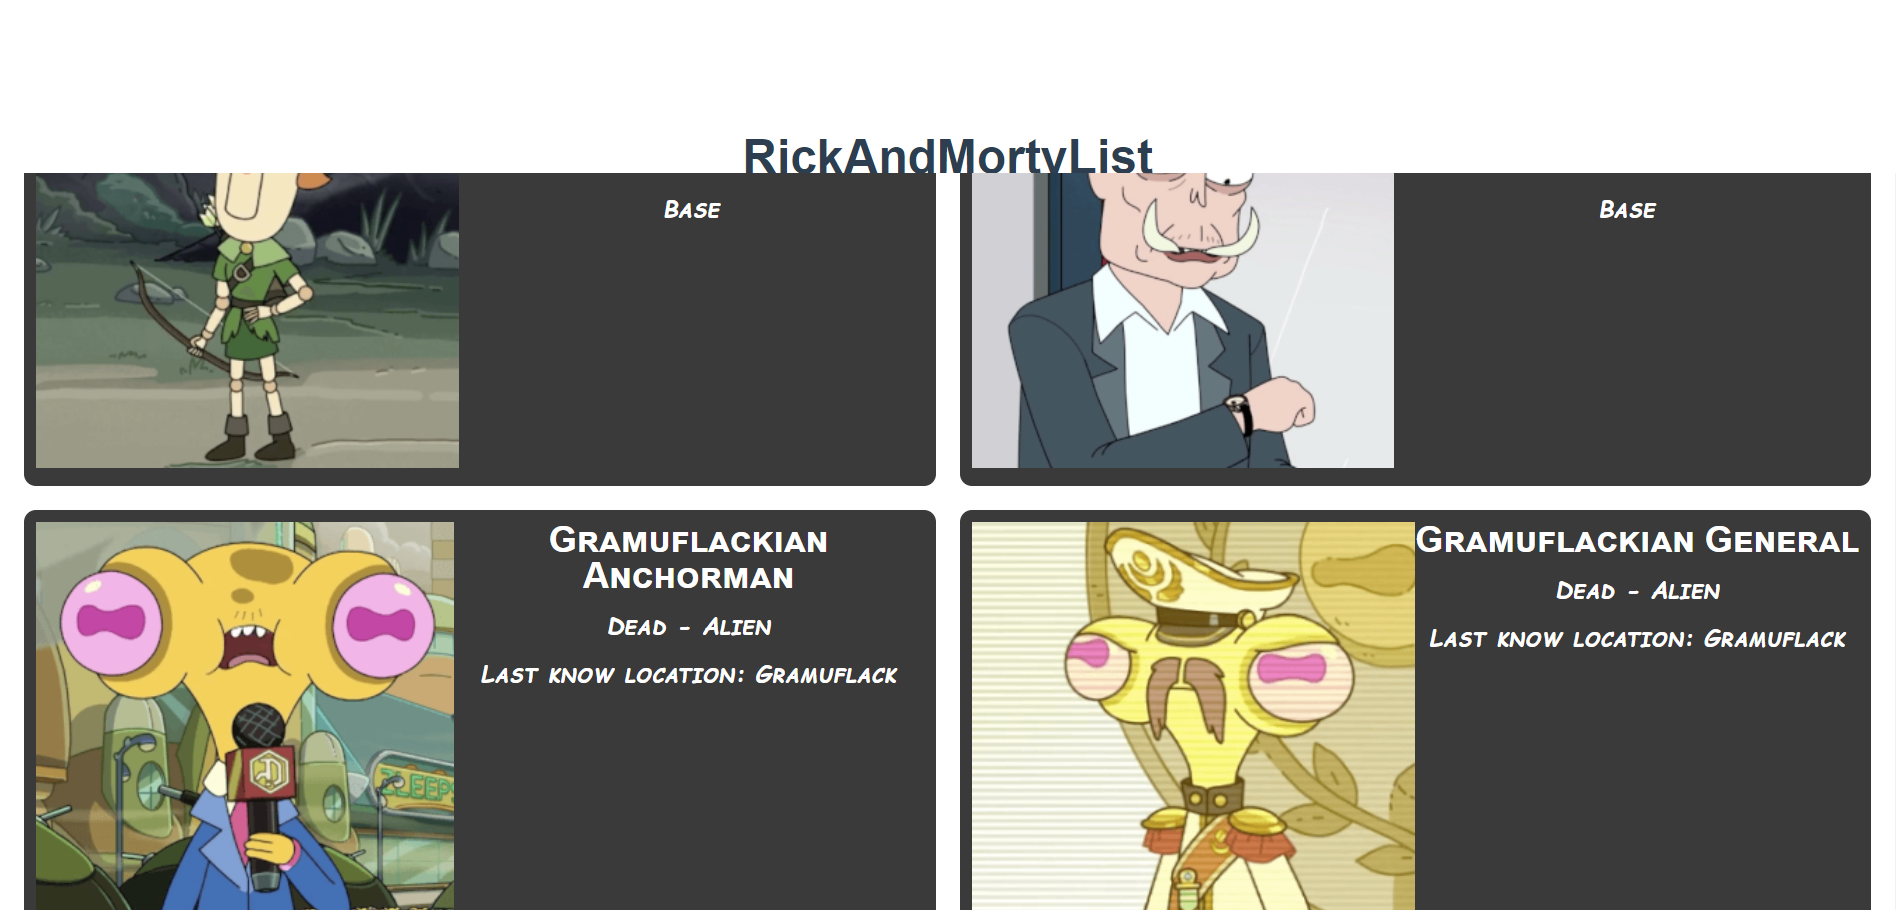 RickAndMortyList
Base
Base
Gramuflackian
Anchorman
Dead - Alien
Last know location: Gramuflack
Gramuflackian General
Dead - Alien
Last know location: Gramuflack
D
ZLEEPS